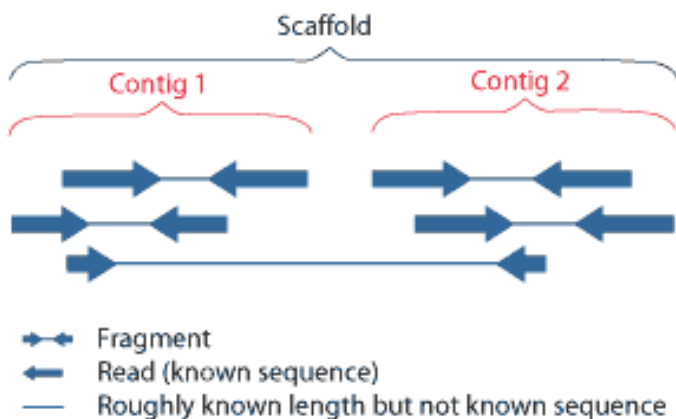 Scaffold
Contig 1
Contig 2
Fragment
Read (known sequence)
Roughly known length but not known sequence